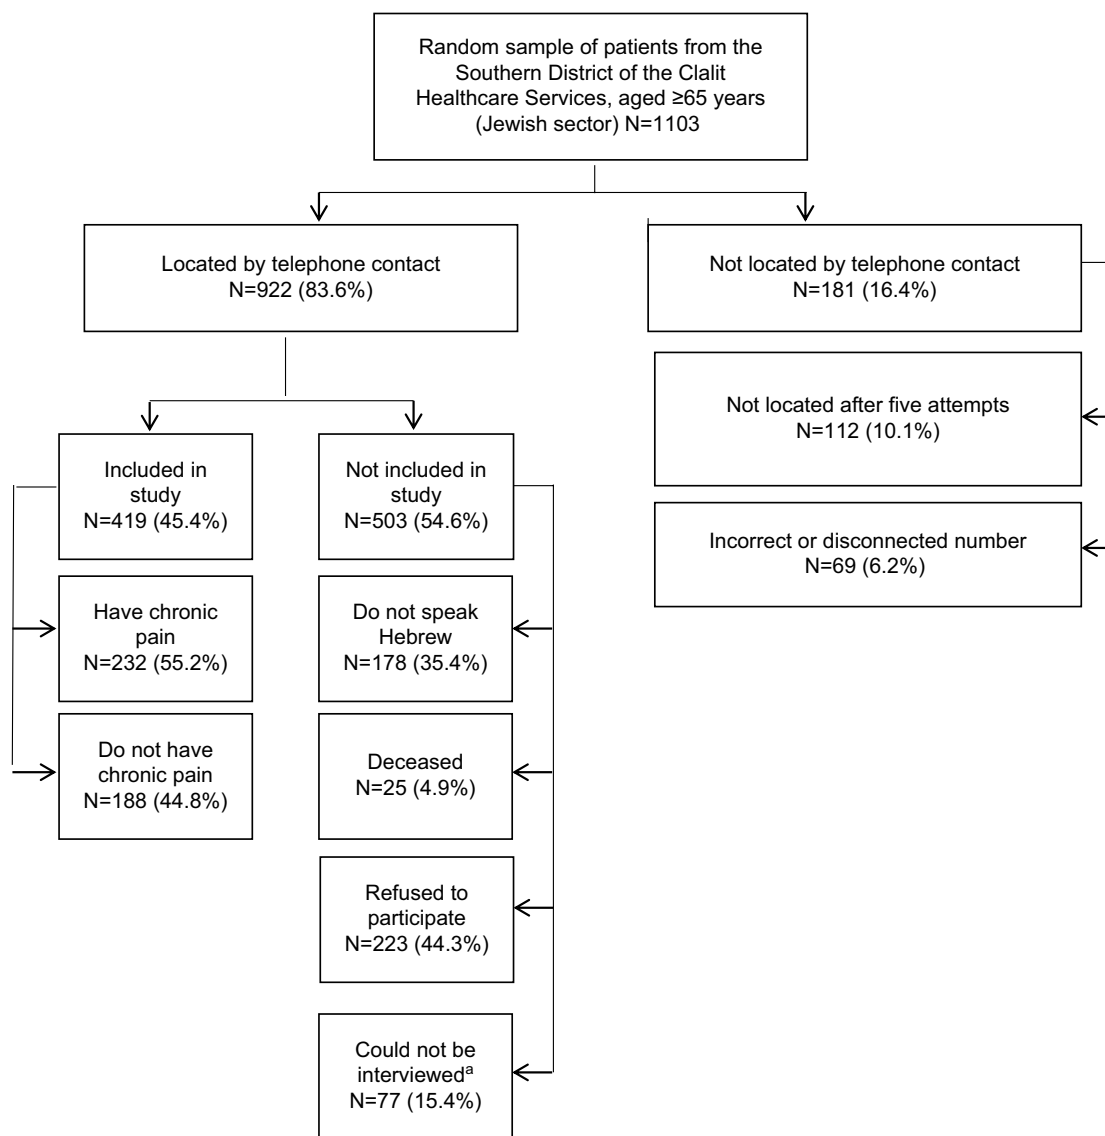 Random sample of patients from the
Southern District of the Clalit
Healthcare Services, aged ≥65 years
(Jewish sector) N=1103
Located by telephone contact
N=922 (83.6%)
Not located by telephone contact
N=181 (16.4%)
Not located after five attempts
N=112 (10.1%)
Incorrect or disconnected number
N=69 (6.2%)
Included in
study
N=419 (45.4%)
Have chronic
pain
N=232 (55.2%)
Do not have
chronic pain
N=188 (44.8%)
Not included in
study
N=503 (54.6%)
Do not speak
Hebrew
N=178 (35.4%)
Deceased
N=25 (4.9%)
Refused to
participate
N=223 (44.3%)
Could not be
interviewedᵃ
N=77 (15.4%)